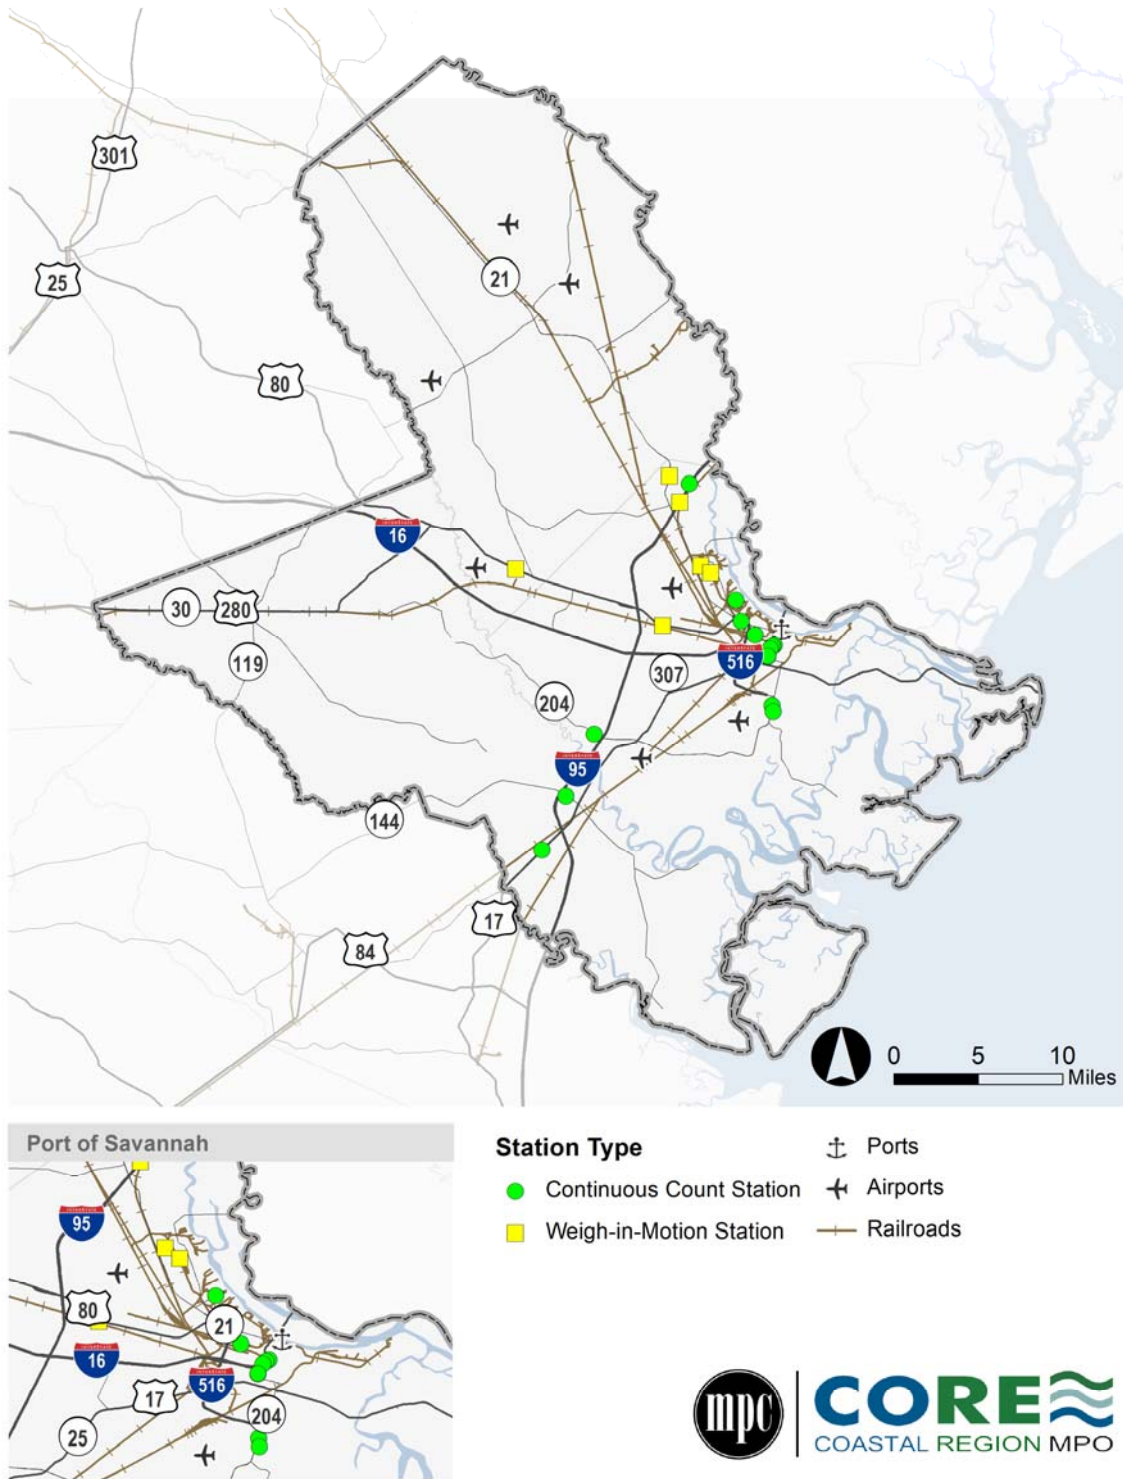 301
25
21
80
16
30
280
119
307
516
204
95
144
17
84
0 5 10
Miles
Port of Savannah
95
80
21
16
516
17
204
25
Station Type
Continuous Count Station
Weigh-in-Motion Station
Ports
Airports
Railroads
mpc
CORE
COASTAL REGION MPO